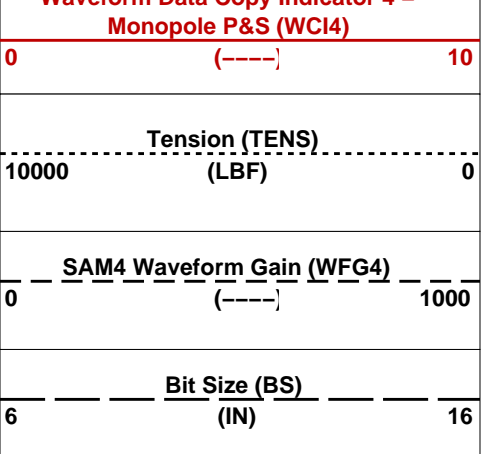 Waveform Data Copy Indicator 4 –
Monopole P&S (WCI4)
0 (----) 10
Tension (TENS)
10000 (LBF) 0
SAM4 Waveform Gain (WFG4)
0 (----) 1000
Bit Size (BS)
6 (IN) 16